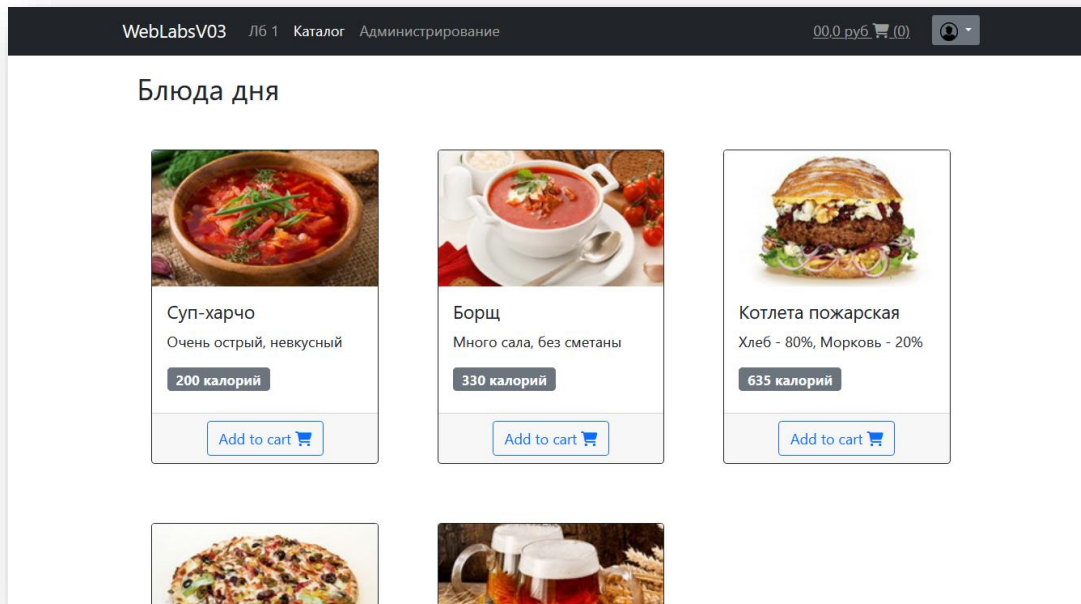 WebLabsV03 Лб 1 Каталог Администрирование 00,0 руб (0)
Блюда дня
Суп-харчо
Очень острый, невкусный
200 калорий
Add to cart
Борщ
Много сала, без сметаны
330 калорий
Add to cart
Котлета пожарская
Хлеб - 80%, Морковь - 20%
635 калорий
Add to cart